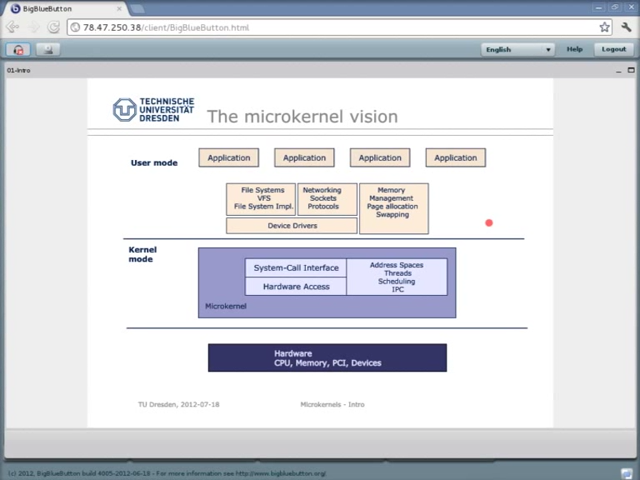 BigBlueButton
78.47.250.38/client/BigBlueButton.html
English
Help
Logout
01-Intro
TECHNISCHE
UNIVERSITÄT
DRESDEN
The microkernel vision
User mode
Application
Application
Application
Application
File Systems
VFS
File System Impl.
Networking
Sockets
Protocols
Memory
Management
Page allocation
Swapping
Device Drivers
Kernel
mode
System-Call Interface
Hardware Access
Address Spaces
Threads
Scheduling
IPC
Microkernel
Hardware
CPU, Memory, PCI, Devices
TU Dresden, 2012-07-18
Microkernels - Intro
(c) 2012, BigBlueButton build 4005-2012-06-18 - For more information see http://www.bigbluebutton.org/